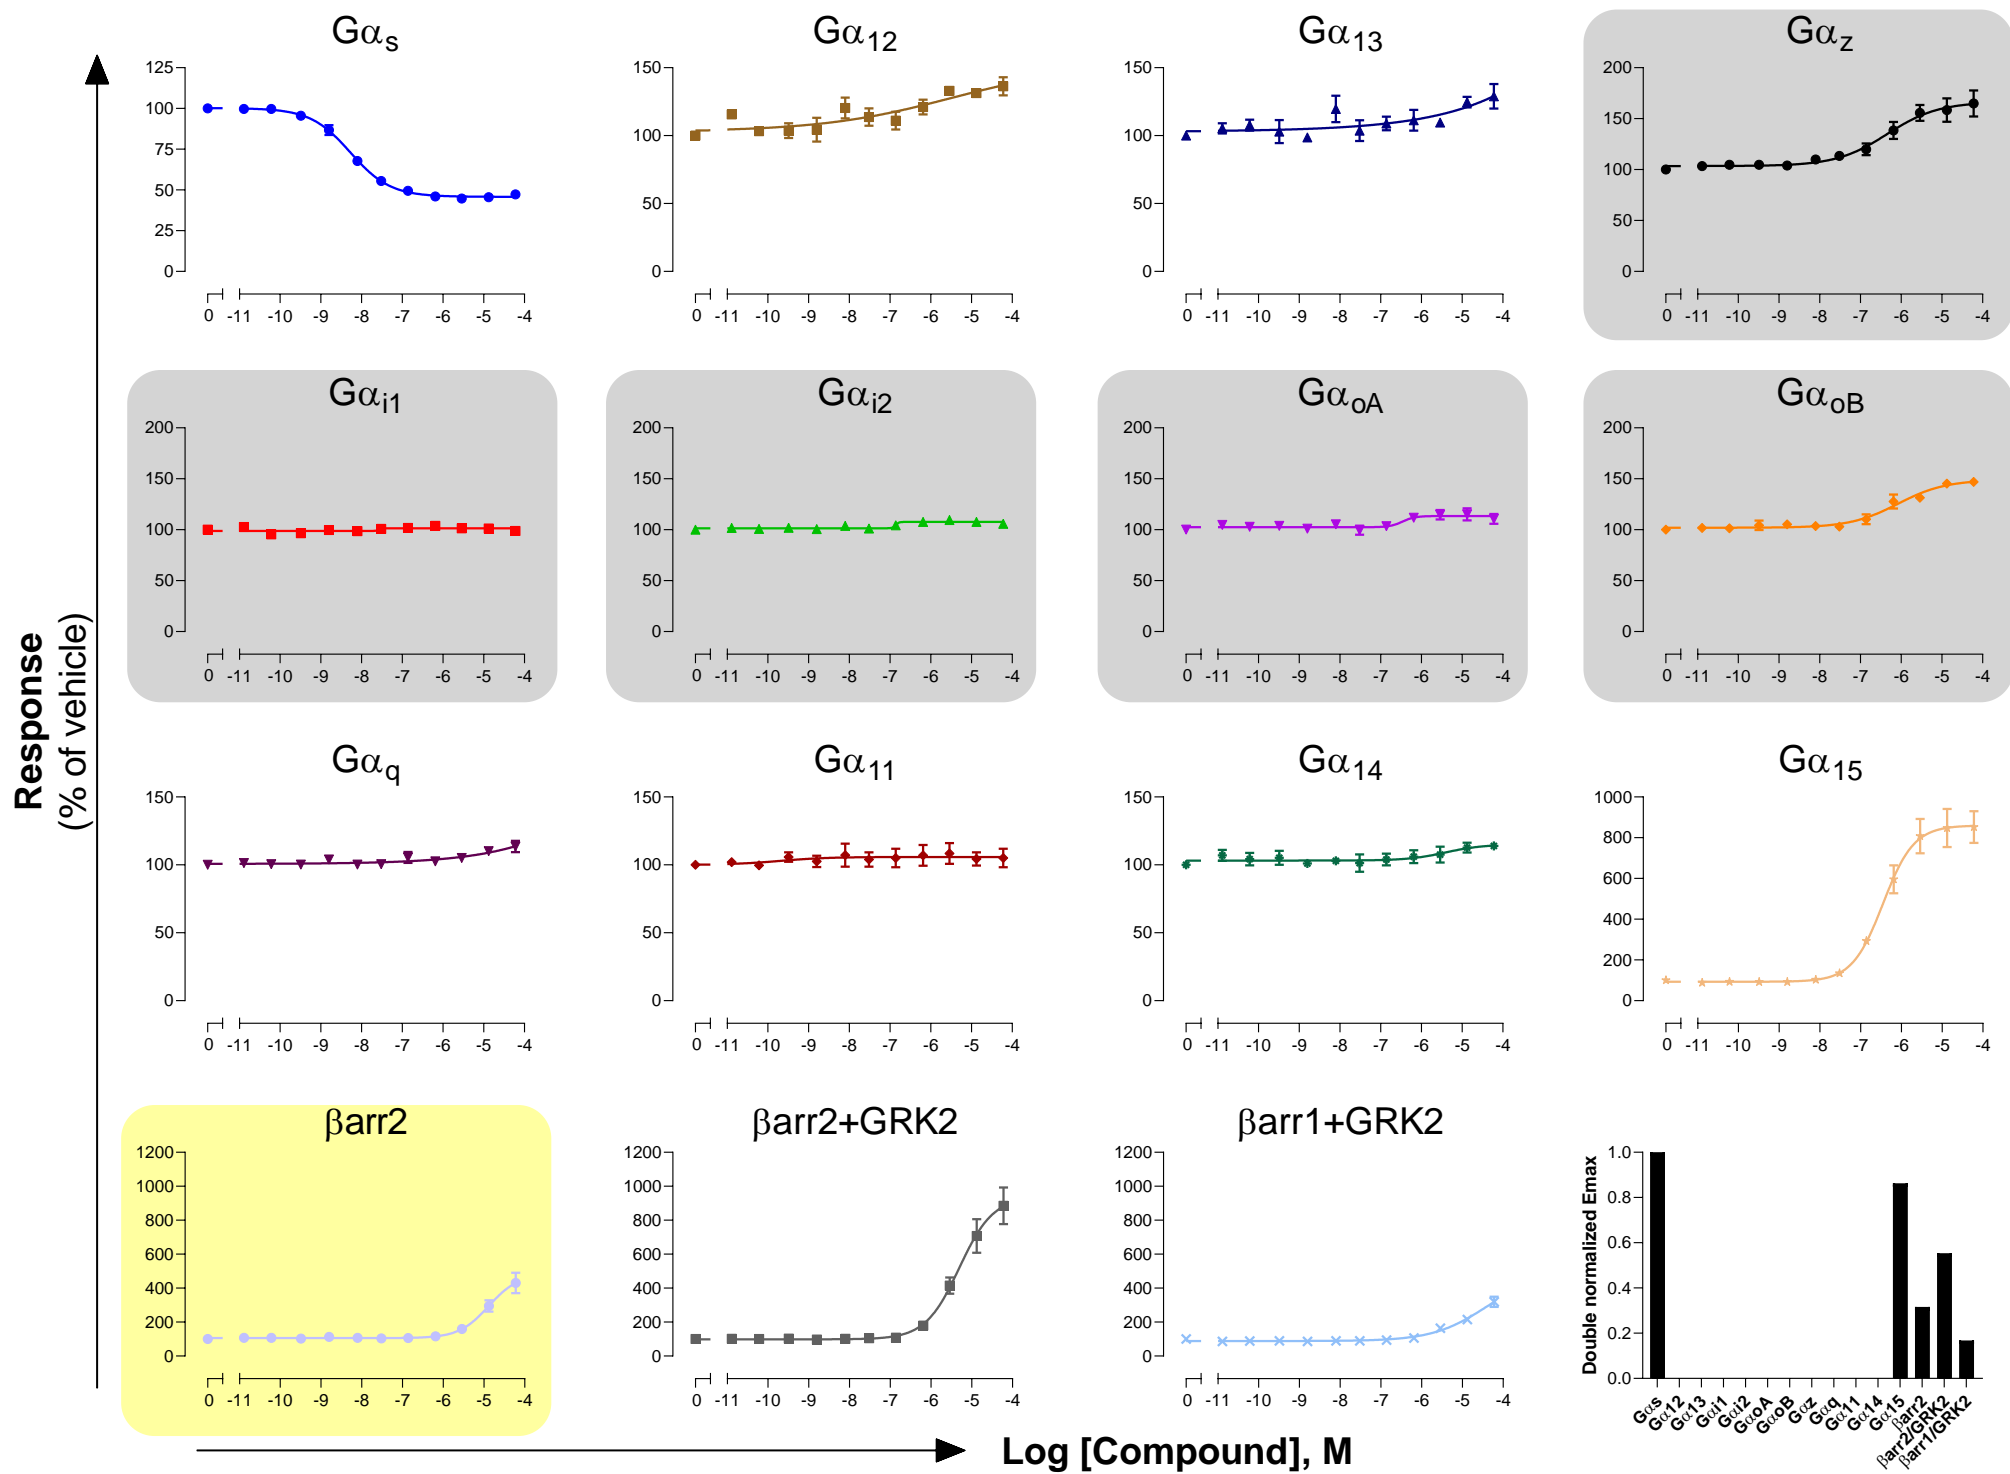 Gαs
125
100
75
50
25
0
0 -11 -10 -9 -8 -7 -6 -5 -4
Gα12
150
100
50
0
0 -11 -10 -9 -8 -7 -6 -5 -4
Gα13
150
100
50
0
0 -11 -10 -9 -8 -7 -6 -5 -4
Gαz
200
150
100
50
0
0 -11 -10 -9 -8 -7 -6 -5 -4
Gαi1
200
150
100
50
0
0 -11 -10 -9 -8 -7 -6 -5 -4
Gαi2
200
150
100
50
0
0 -11 -10 -9 -8 -7 -6 -5 -4
GαoA
200
150
100
50
0
0 -11 -10 -9 -8 -7 -6 -5 -4
GαoB
200
150
100
50
0
0 -11 -10 -9 -8 -7 -6 -5 -4
Response
(% of vehicle)
Gαq
150
100
50
0
0 -11 -10 -9 -8 -7 -6 -5 -4
Gα11
150
100
50
0
0 -11 -10 -9 -8 -7 -6 -5 -4
Gα14
150
100
50
0
0 -11 -10 -9 -8 -7 -6 -5 -4
Gα15
1000
800
600
400
200
0
0 -11 -10 -9 -8 -7 -6 -5 -4
βarr2
1200
1000
800
600
400
200
0
0 -11 -10 -9 -8 -7 -6 -5 -4
βarr2+GRK2
1200
1000
800
600
400
200
0
0 -11 -10 -9 -8 -7 -6 -5 -4
βarr1+GRK2
1200
1000
800
600
400
200
0
0 -11 -10 -9 -8 -7 -6 -5 -4
Double normalized Emax
1.0
0.8
0.6
0.4
0.2
0.0
Gαs
Gα12
Gα13
Gαi1
Gαi2
GαoA
GαoB
Gαz
Gαq
Gα11
Gα14
Gα15
βarr2
βarr2/GRK2
βarr1/GRK2
Log [Compound], M